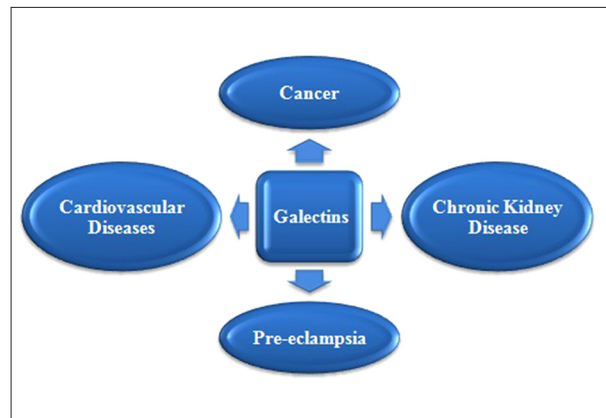 Cancer
Cardiovascular
Diseases
Galectins
Chronic Kidney
Disease
Pre-eclampsia